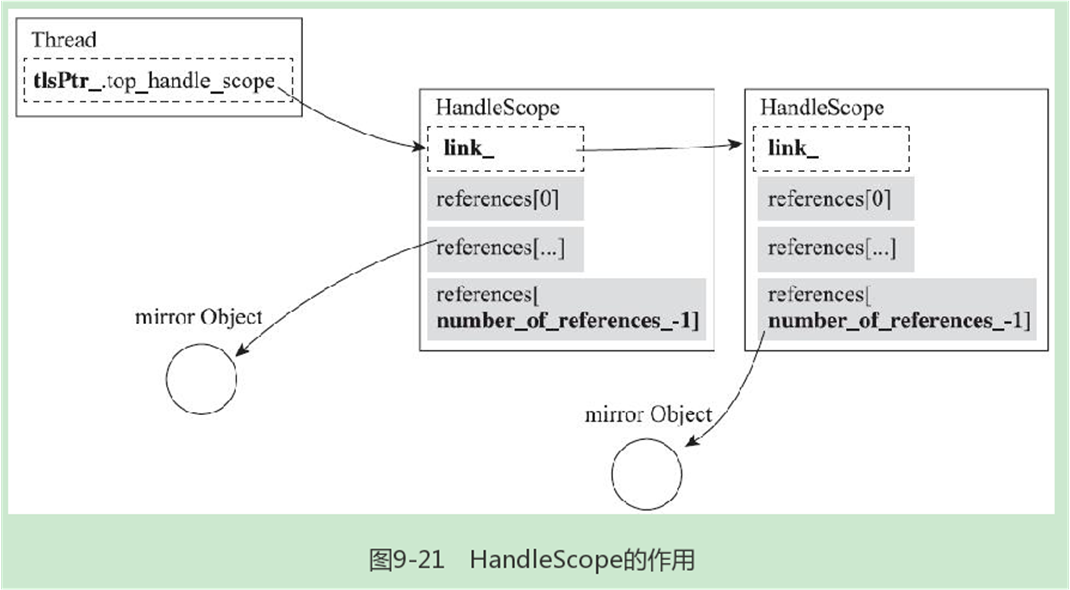 Thread
tlsPtr_.top_handle_scope
HandleScope
link_
references[0]
references[...]
references[
number_of_references_-1]
HandleScope
link_
references[0]
references[...]
references[
number_of_references_-1]
mirror Object
mirror Object
图9-21 HandleScope的作用